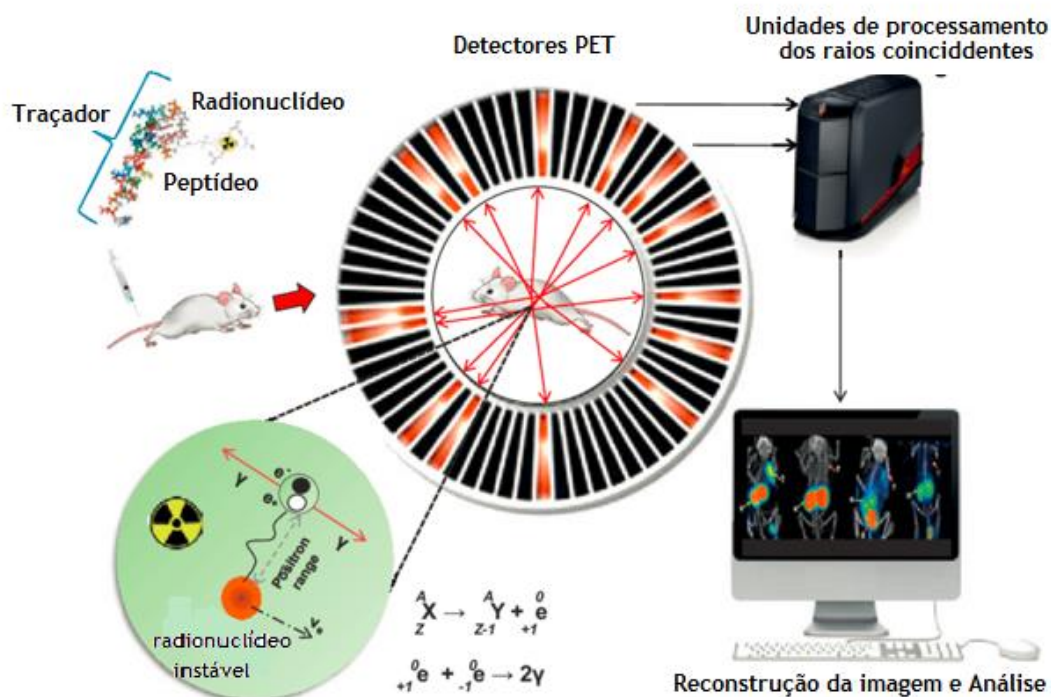 Detectores PET
Unidades de processamento
dos raios coinciddentes
Traçador
Radionuclídeo
Peptídeo
γ
e⁻
e₊
γ
Positron
range
radionuclídeo
instável
A
Z X → A Z-1 Y + 0 +1 e
0 +1 e + 0 -1 e → 2γ
Reconstrução da imagem e Análise